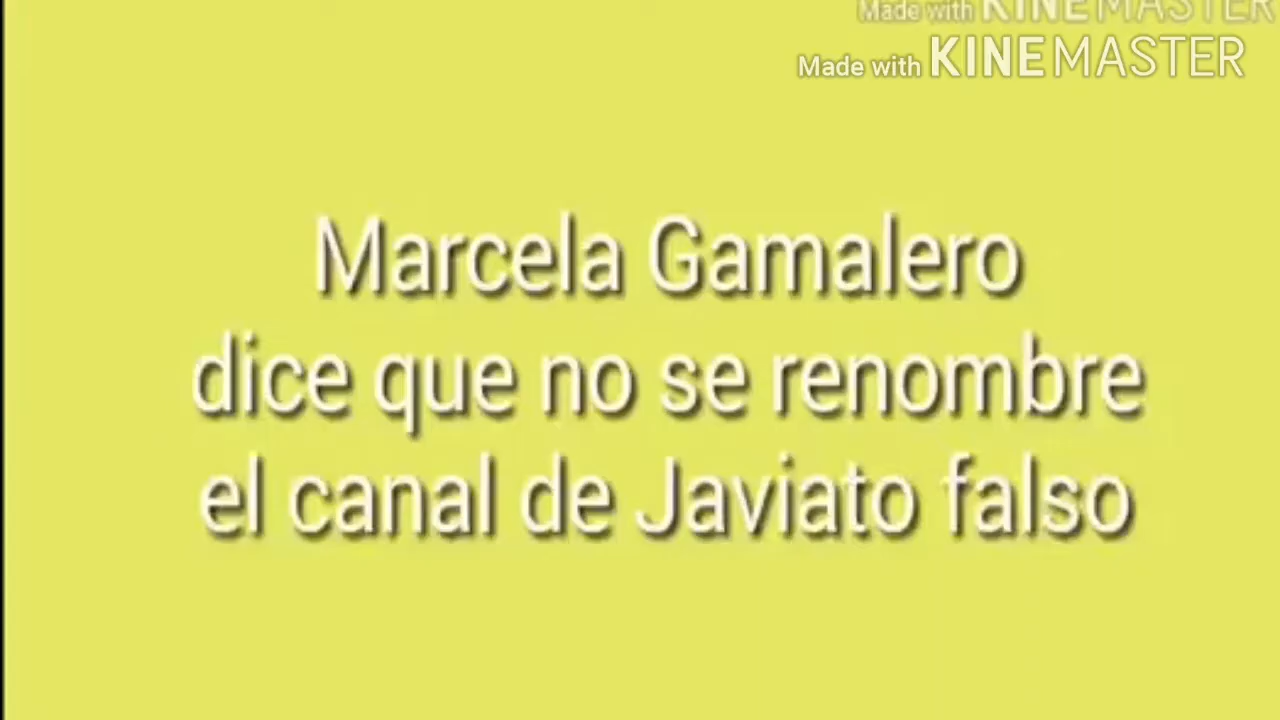 Made with KINEMASTER
Made with KINEMASTER
Marcela Gamalero
dice que no se renombre
el canal de Javiato falso